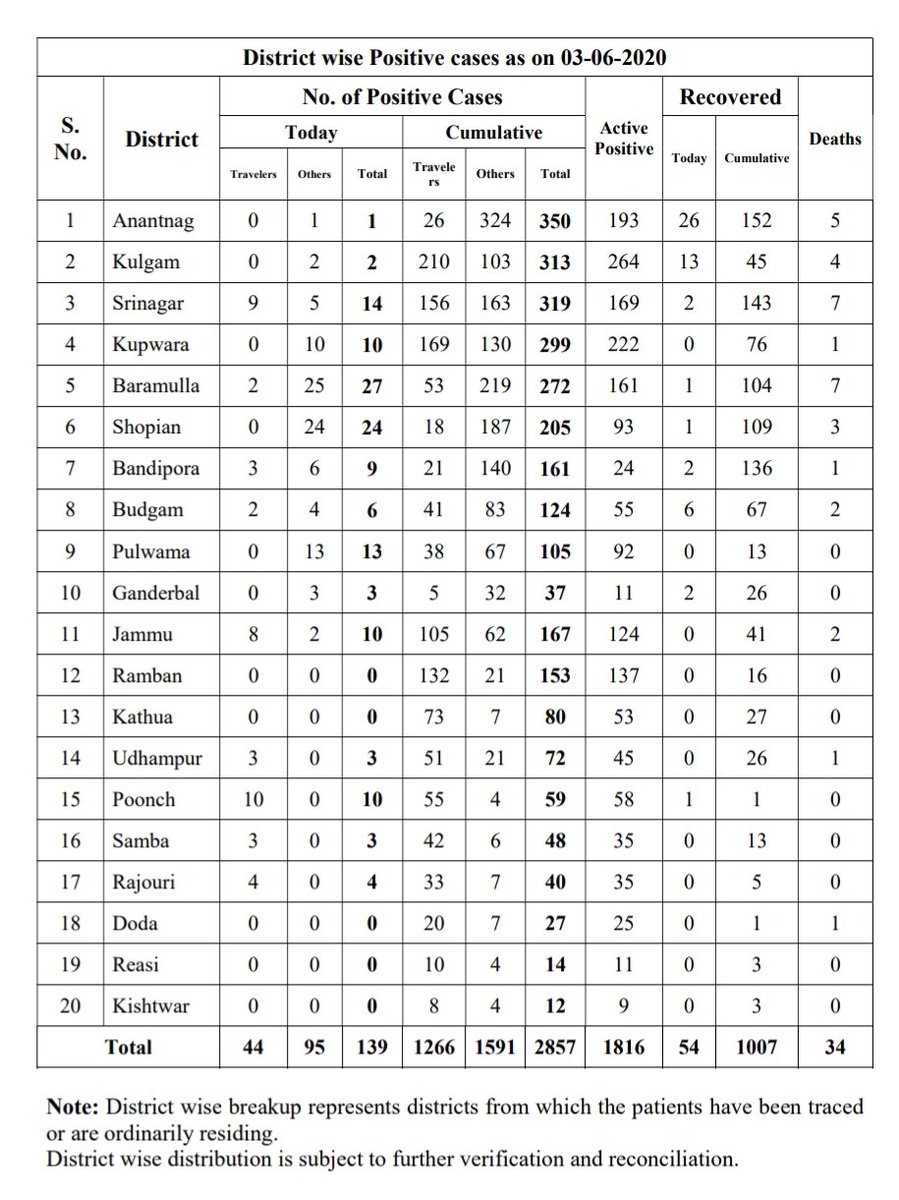 District wise Positive cases as on 03-06-2020
S. No. District No. of Positive Cases Active Positive Recovered Deaths
Today Cumulative Today Cumulative
Travelers Others Total Travele rs Others Total
1 Anantnag 0 1 1 26 324 350 193 26 152 5
2 Kulgam 0 2 2 210 103 313 264 13 45 4
3 Srinagar 9 5 14 156 163 319 169 2 143 7
4 Kupwara 0 10 10 169 130 299 222 0 76 1
5 Baramulla 2 25 27 53 219 272 161 1 104 7
6 Shopian 0 24 24 18 187 205 93 1 109 3
7 Bandipora 3 6 9 21 140 161 24 2 136 1
8 Budgam 2 4 6 41 83 124 55 6 67 2
9 Pulwama 0 13 13 38 67 105 92 0 13 0
10 Ganderbal 0 3 3 5 32 37 11 2 26 0
11 Jammu 8 2 10 105 62 167 124 0 41 2
12 Ramban 0 0 0 132 21 153 137 0 16 0
13 Kathua 0 0 0 73 7 80 53 0 27 0
14 Udhampur 3 0 3 51 21 72 45 0 26 1
15 Poonch 10 0 10 55 4 59 58 1 1 0
16 Samba 3 0 3 42 6 48 35 0 13 0
17 Rajouri 4 0 4 33 7 40 35 0 5 0
18 Doda 0 0 0 20 7 27 25 0 1 1
19 Reasi 0 0 0 10 4 14 11 0 3 0
20 Kishtwar 0 0 0 8 4 12 9 0 3 0
Total 44 95 139 1266 1591 2857 1816 54 1007 34
Note: District wise breakup represents districts from which the patients have been traced
or are ordinarily residing.
District wise distribution is subject to further verification and reconciliation.